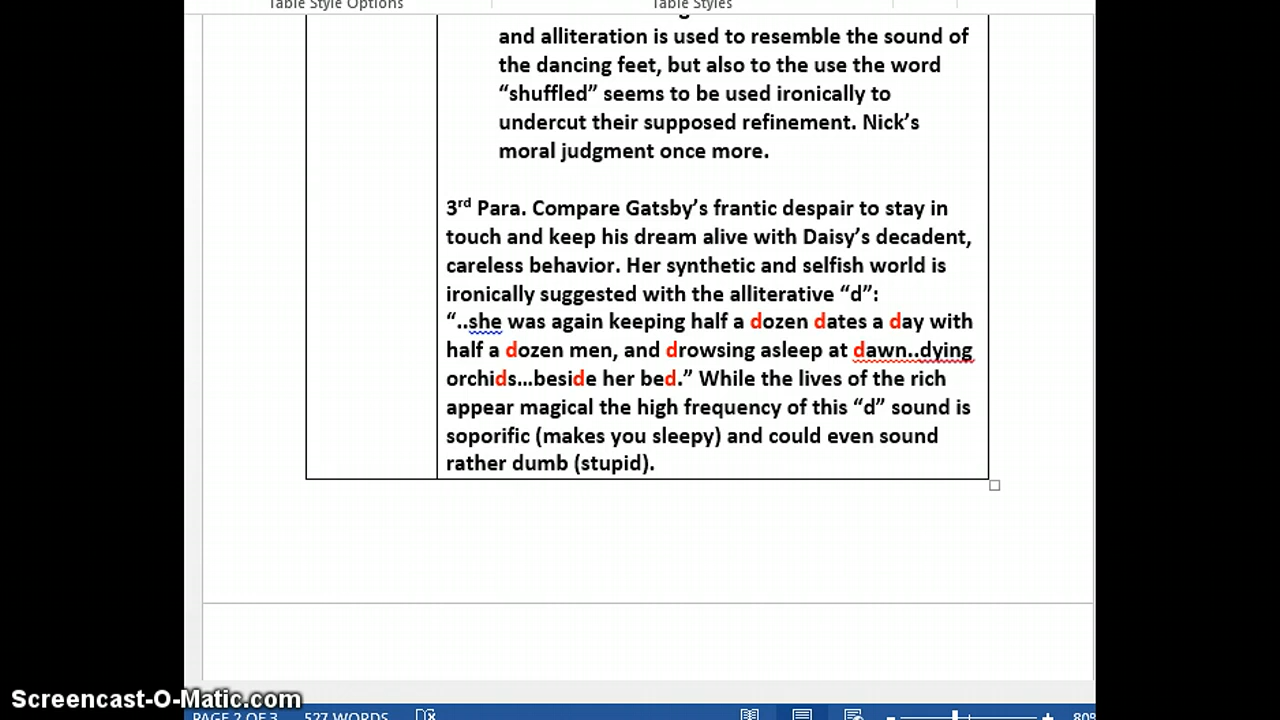 Table Style Options Table Styles
and alliteration is used to resemble the sound of
the dancing feet, but also to the use the word
“shuffled” seems to be used ironically to
undercut their supposed refinement. Nick’s
moral judgment once more.
3rd Para. Compare Gatsby’s frantic despair to stay in
touch and keep his dream alive with Daisy’s decadent,
careless behavior. Her synthetic and selfish world is
ironically suggested with the alliterative “d”:
“..she was again keeping half a dozen dates a day with
half a dozen men, and drowsing asleep at dawn..dying
orchids…beside her bed.” While the lives of the rich
appear magical the high frequency of this “d” sound is
soporific (makes you sleepy) and could even sound
rather dumb (stupid).
Screencast-O-Matic.com
PAGE 2 OF 3 527 WORDS 80%